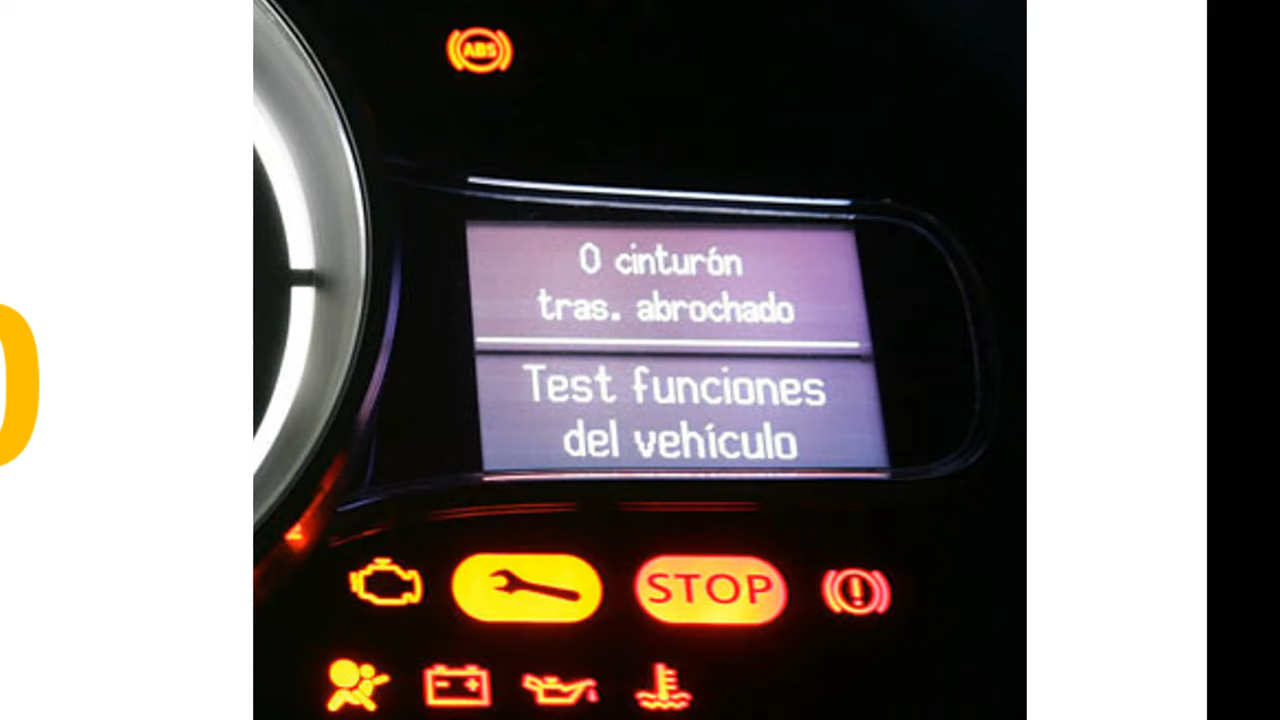 ABS
0 cinturón
tras. abrochado
Test funciones
del vehículo
STOP